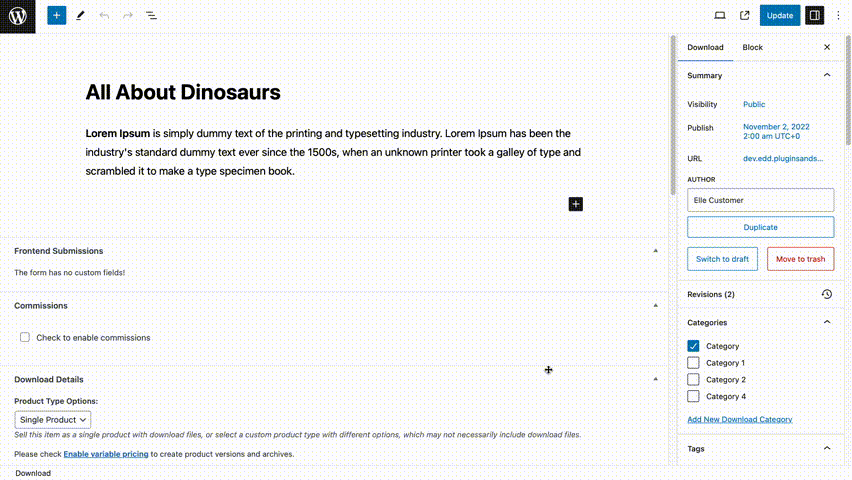 Update
All About Dinosaurs
Lorem Ipsum is simply dummy text of the printing and typesetting industry. Lorem Ipsum has been the
industry's standard dummy text ever since the 1500s, when an unknown printer took a galley of type and
scrambled it to make a type specimen book.
Frontend Submissions
The form has no custom fields!
Commissions
Check to enable commissions
Download Details
Product Type Options:
Single Product
Sell this item as a single product with download files, or select a custom product type with different options, which may not necessarily include download files.
Please check Enable variable pricing to create product versions and archives.
Download
Download Block
Summary
Visibility Public
Publish November 2, 2022
2:00 am UTC+0
URL dev.edd.pluginsands...
AUTHOR
Elle Customer
Duplicate
Switch to draft Move to trash
Revisions (2)
Categories
Category
Category 1
Category 2
Category 4
Add New Download Category
Tags